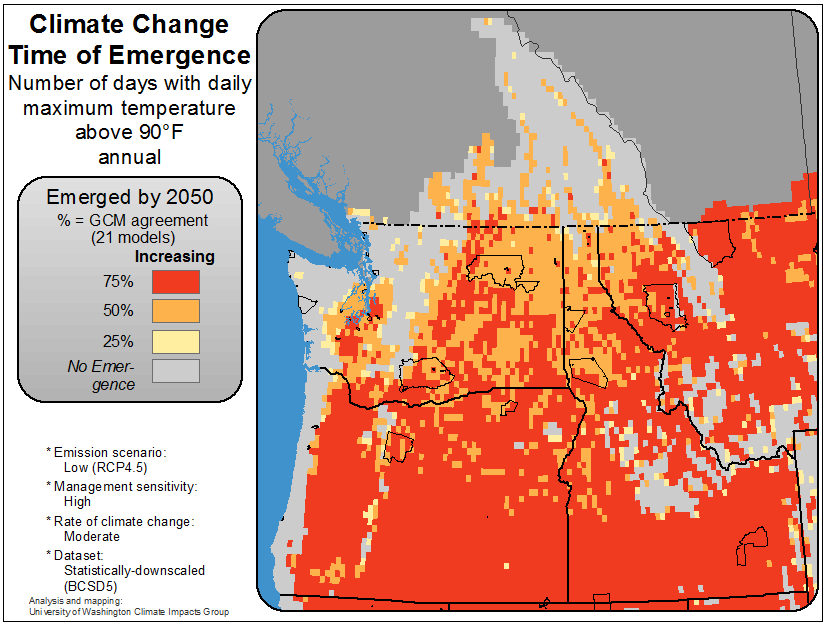 Climate Change
Time of Emergence
Number of days with daily
maximum temperature
above 90°F
annual
Emerged by 2050
% = GCM agreement
(21 models)
Increasing
75%
50%
25%
No Emer-
gence
* Emission scenario:
Low (RCP4.5)
* Management sensitivity:
High
* Rate of climate change:
Moderate
* Dataset:
Statistically-downscaled
(BCSD5)
Analysis and mapping:
University of Washington Climate Impacts Group